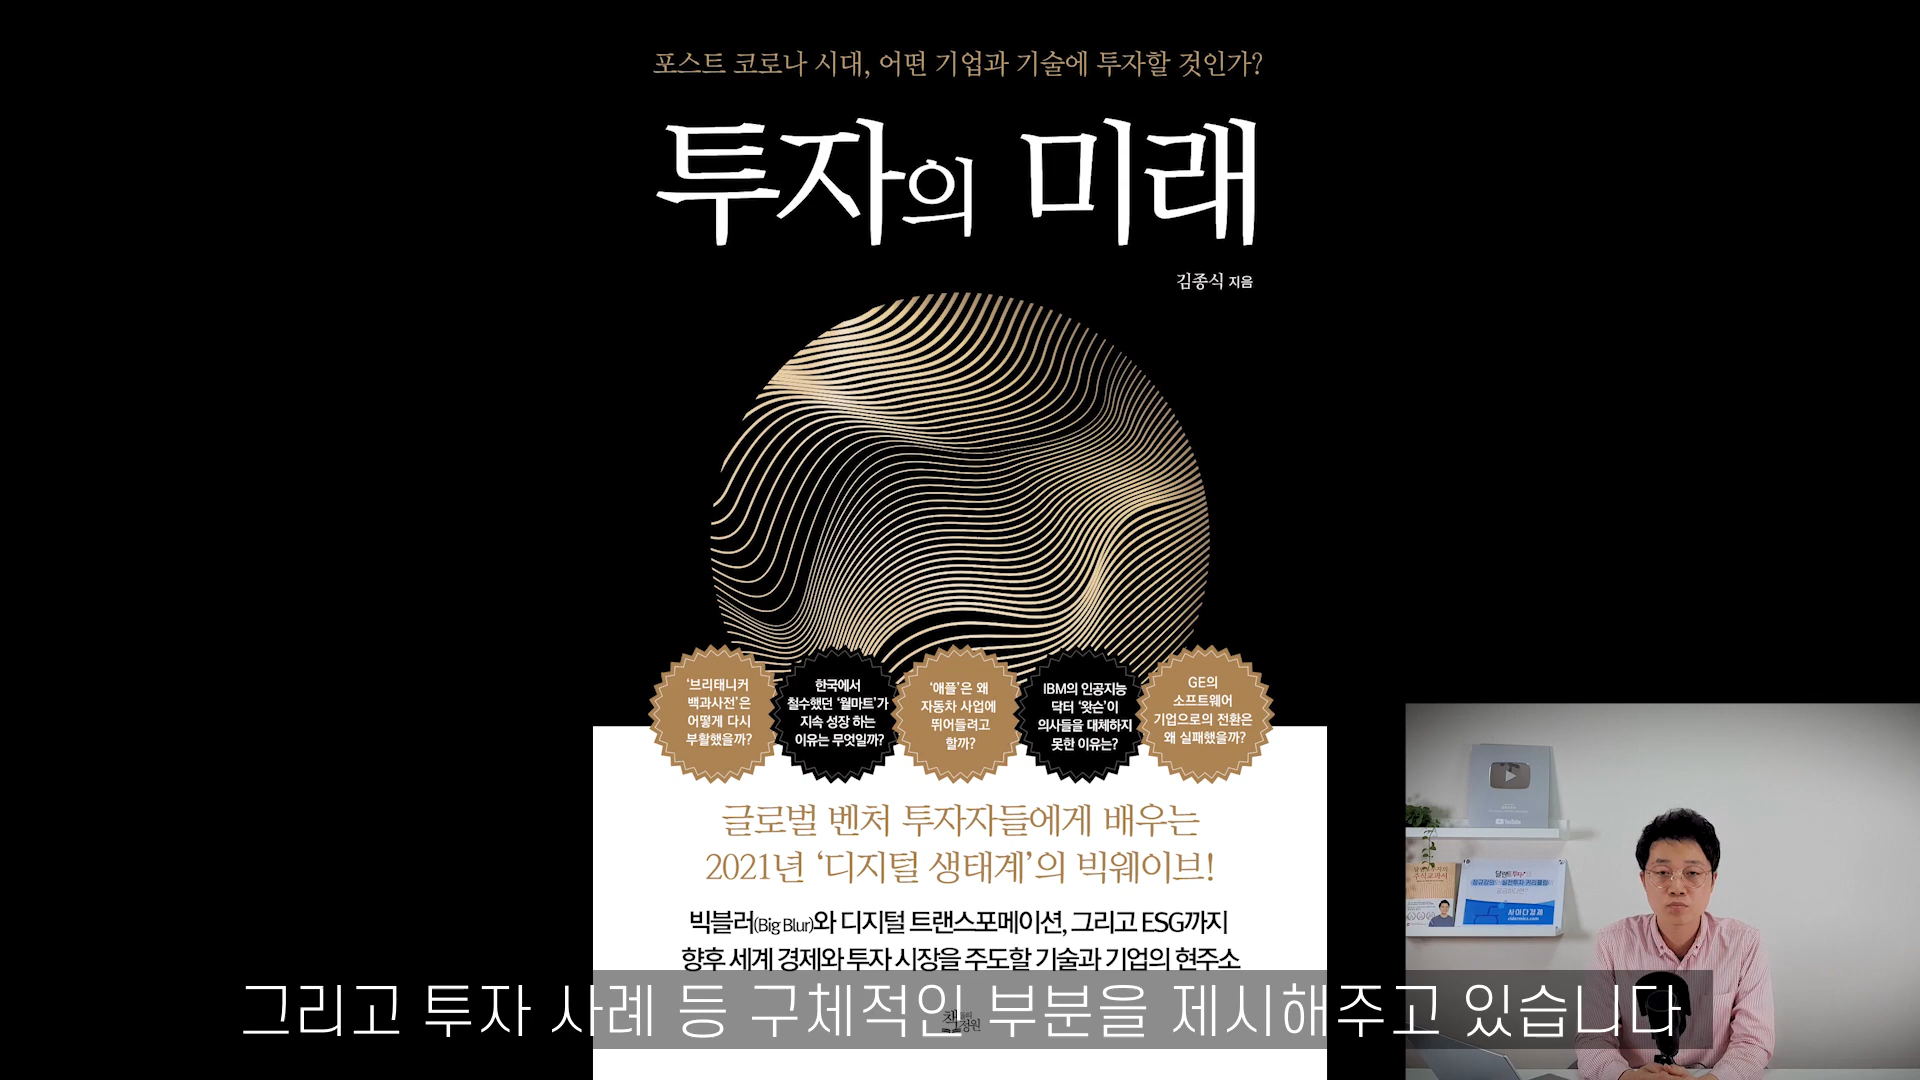 포스트 코로나 시대, 어떤 기업과 기술에 투자할 것인가?
투자의 미래
김종식 지음
‘브리태니커
백과사전’은
어떻게 다시
부활했을까?
한국에서
철수했던 ‘월마트’가
지속 성장 하는
이유는 무엇일까?
‘애플’은 왜
자동차 사업에
뛰어들려고
할까?
IBM의 인공지능
닥터 ‘왓슨’이
의사들을 대체하지
못한 이유는?
GE의
소프트웨어
기업으로의 전환은
왜 실패했을까?
글로벌 벤처 투자자들에게 배우는
2021년 ‘디지털 생태계’의 빅웨이브!
빅블러(Big Blur)와 디지털 트랜스포메이션, 그리고 ESG까지
향후 세계 경제와 투자 시장을 주도할 기술과 기업의 현주소
그리고 투자 사례 등 구체적인 부분을 제시해주고 있습니다
YouTube
주식교과서
사이다경제